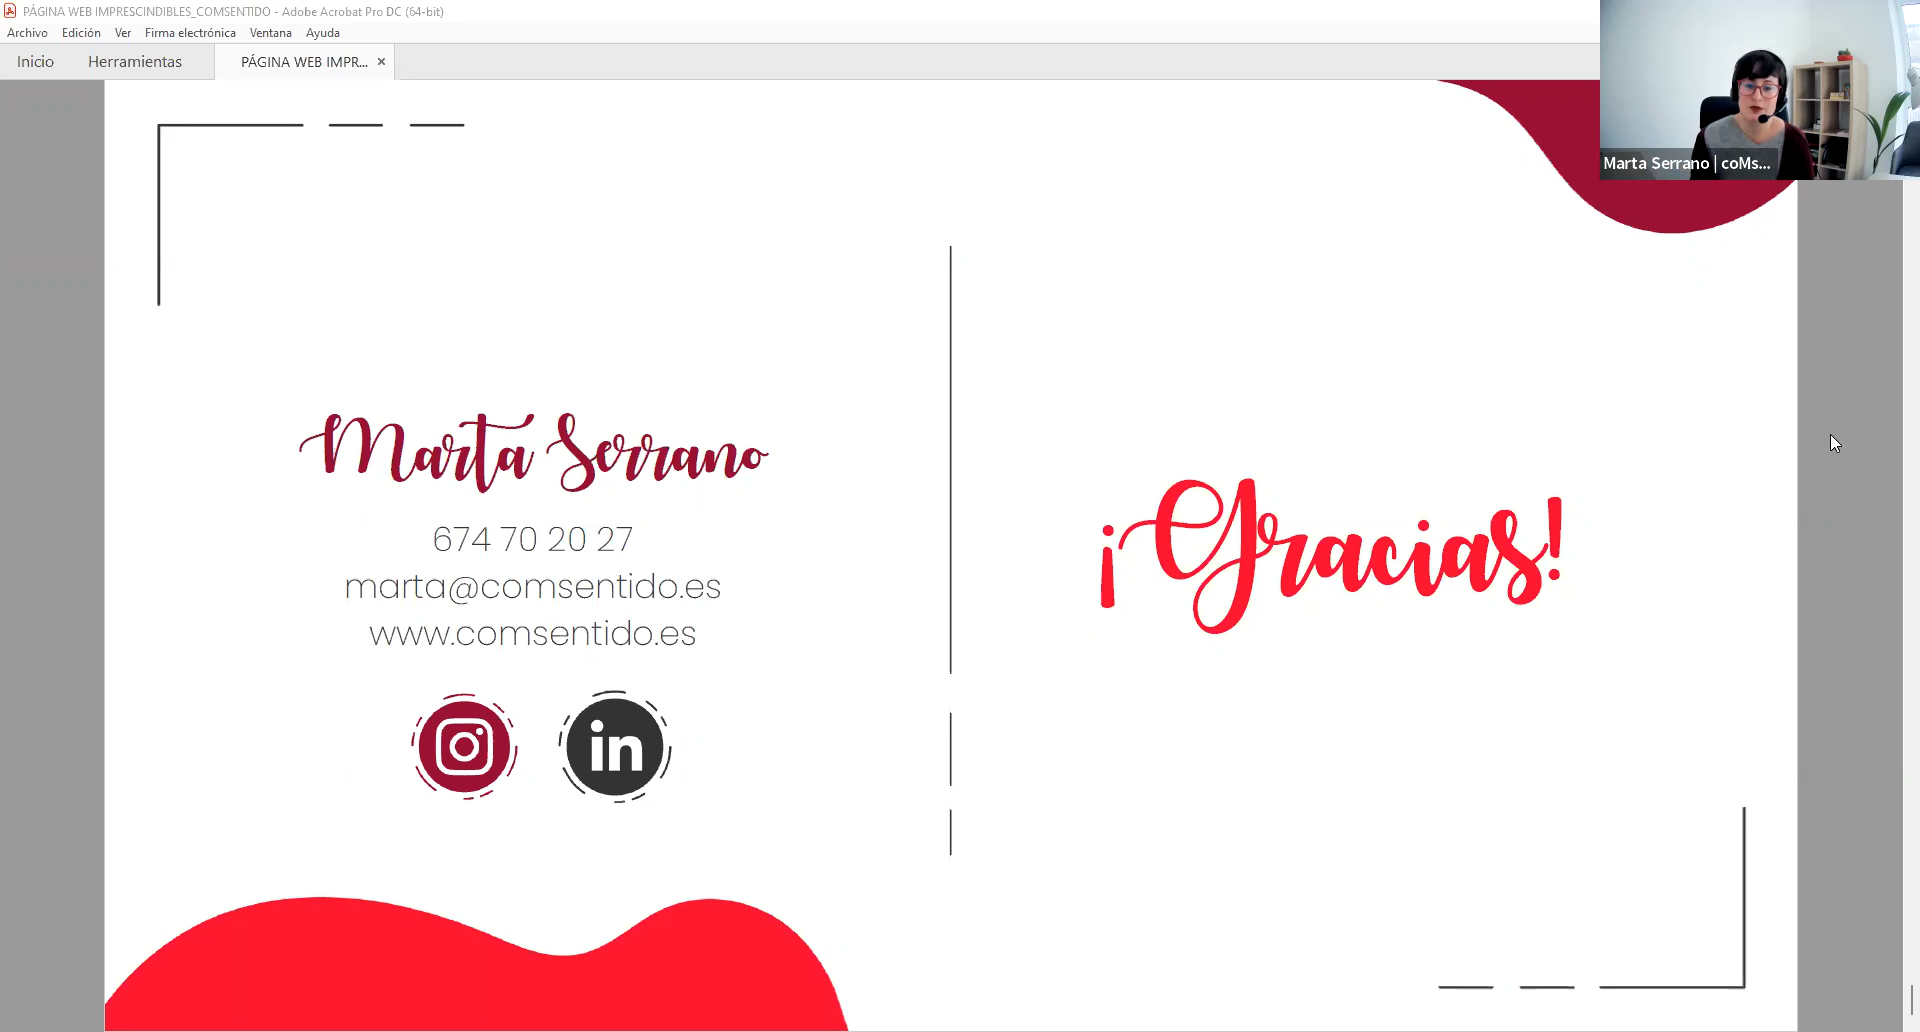 PÁGINA WEB IMPRESCINDIBLES_COMSENTIDO - Adobe Acrobat Pro DC (64-bit)
Archivo Edición Ver Firma electrónica Ventana Ayuda
Inicio Herramientas PÁGINA WEB IMPR... ×
Marta Serrano | coMs...
Marta Serrano
674 70 20 27
marta@comsentido.es
www.comsentido.es
in
¡Gracias!